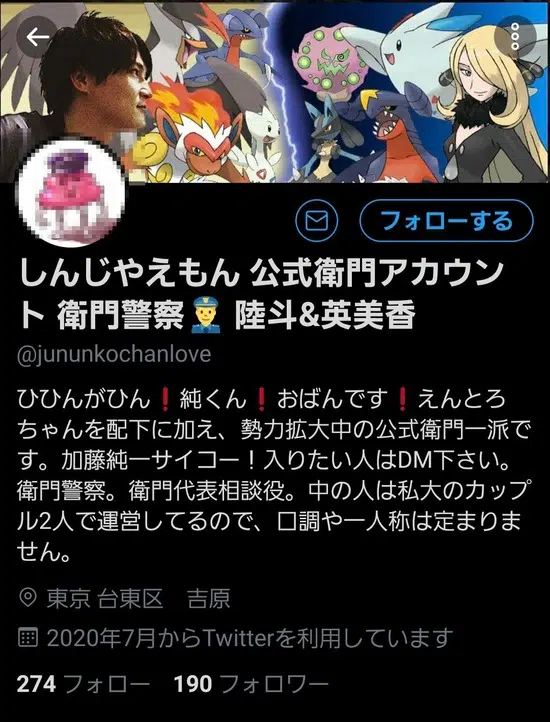 フォローする
しんじやえもん 公式衛門アカウン
ト 衛門警察👮 陸斗&英美香
@jununkochanlove
ひひんがひん❗純くん❗おばんです❗えんとろ
ちゃんを配下に加え、勢力拡大中の公式衛門一派で
す。加藤純一サイコー！入りたい人はDM下さい。
衛門警察。衛門代表相談役。中の人は私大のカップ
ル2人で運営してるので、口調や一人称は定まりま
せん。
東京 台東区　吉原
2020年7月からTwitterを利用しています
274 フォロー 190 フォロワー